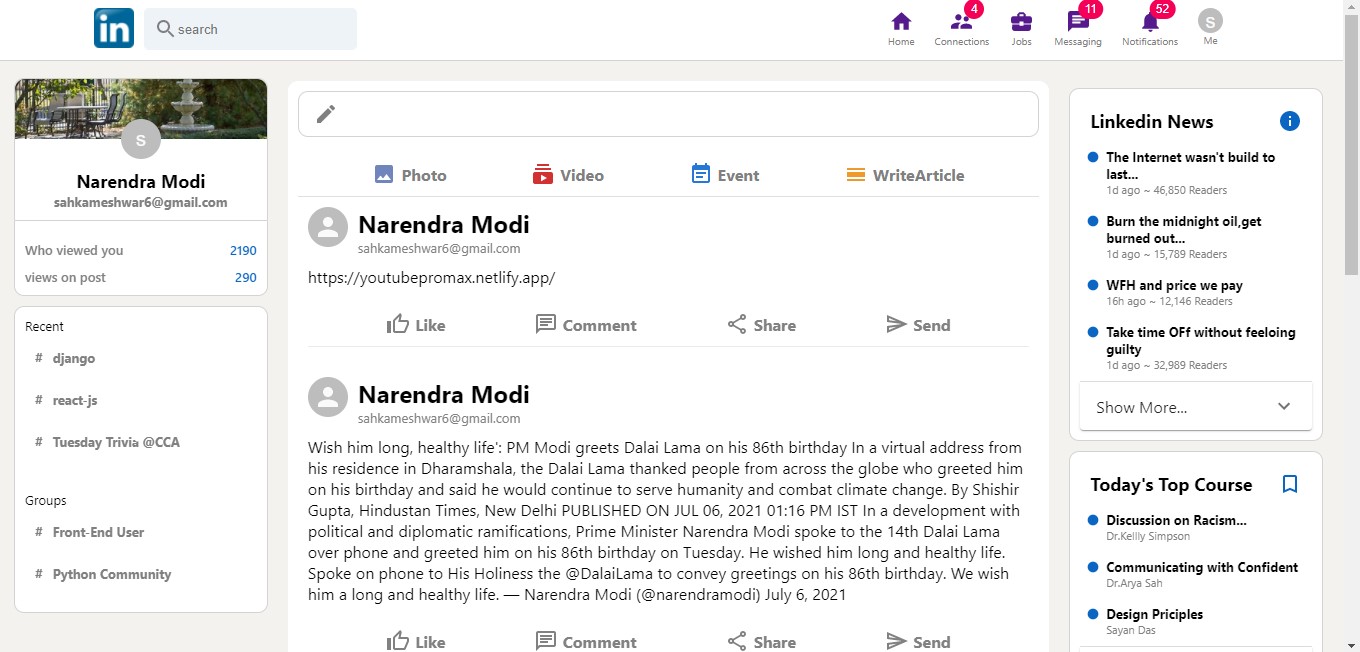 in
search
4
11
52
S
Home
Connections
Jobs
Messaging
Notifications
Me
S
Narendra Modi
sahkameshwar6@gmail.com
Who viewed you 2190
views on post 290
Recent
# django
# react-js
# Tuesday Trivia @CCA
Groups
# Front-End User
# Python Community
Photo
Video
Event
WriteArticle
Narendra Modi
sahkameshwar6@gmail.com
https://youtubepromax.netlify.app/
Like
Comment
Share
Send
Narendra Modi
sahkameshwar6@gmail.com
Wish him long, healthy life': PM Modi greets Dalai Lama on his 86th birthday In a virtual address from
his residence in Dharamshala, the Dalai Lama thanked people from across the globe who greeted him
on his birthday and said he would continue to serve humanity and combat climate change. By Shishir
Gupta, Hindustan Times, New Delhi PUBLISHED ON JUL 06, 2021 01:16 PM IST In a development with
political and diplomatic ramifications, Prime Minister Narendra Modi spoke to the 14th Dalai Lama
over phone and greeted him on his 86th birthday on Tuesday. He wished him long and healthy life.
Spoke on phone to His Holiness the @DalaiLama to convey greetings on his 86th birthday. We wish
him a long and healthy life. — Narendra Modi (@narendramodi) July 6, 2021
Like
Comment
Share
Send
Linkedin News
The Internet wasn't build to
last...
1d ago ~ 46,850 Readers
Burn the midnight oil,get
burned out...
1d ago ~ 15,789 Readers
WFH and price we pay
16h ago ~ 12,146 Readers
Take time OFf without feeloing
guilty
1d ago ~ 32,989 Readers
Show More...
Today's Top Course
Discussion on Racism...
Dr.Kellly Simpson
Communicating with Confident
Dr.Arya Sah
Design Priciples
Sayan Das